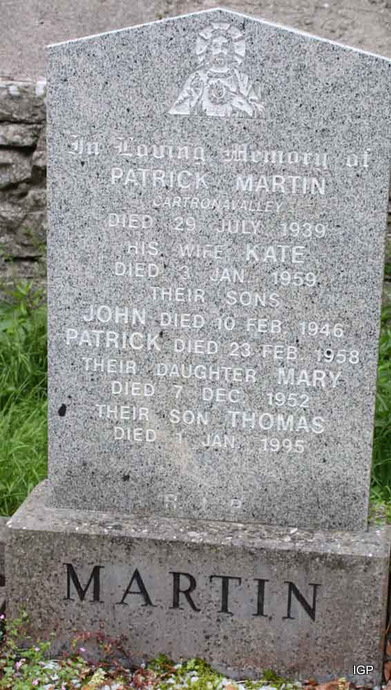 In Loving Memory of
PATRICK MARTIN
CARTRONAVALLEY
DIED 29 JULY 1939
HIS WIFE KATE
DIED 3 JAN. 1959
THEIR SONS
JOHN DIED 10 FEB. 1946
PATRICK DIED 23 FEB. 1958
THEIR DAUGHTER MARY
DIED 7 DEC. 1952
THEIR SON THOMAS
DIED 1 JAN. 1995
R. I. P.
MARTIN
IGP